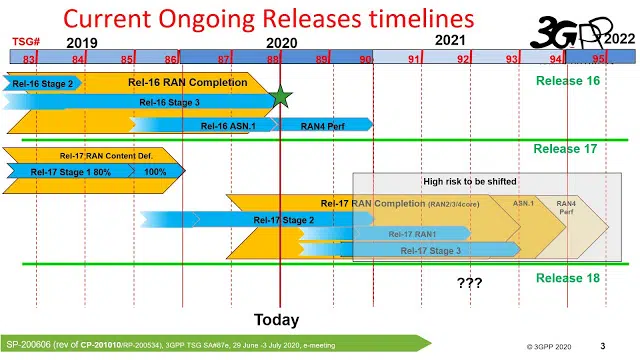 Current Ongoing Releases timelines
3GPP
TSG# 2019 2020 2021 2022
83 84 85 86 87 88 89 90 91 92 93 94 95
Rel-16 Stage 2 Rel-16 RAN Completion Release 16
Rel-16 Stage 3
Rel-16 ASN.1 RAN4 Perf
Release 17
Rel-17 RAN Content Def.
Rel-17 Stage 1 80% 100%
High risk to be shifted
Rel-17 RAN Completion (RAN2/3/4core) ASN.1 RAN4
Perf
Rel-17 Stage 2
Rel-17 RAN1
Rel-17 Stage 3
Release 18
???
Today
SP-200606 (rev of CP-201010/RP-200534), 3GPP TSG SA#87e, 29 June -3 July 2020, e-meeting
© 3GPP 2020 3